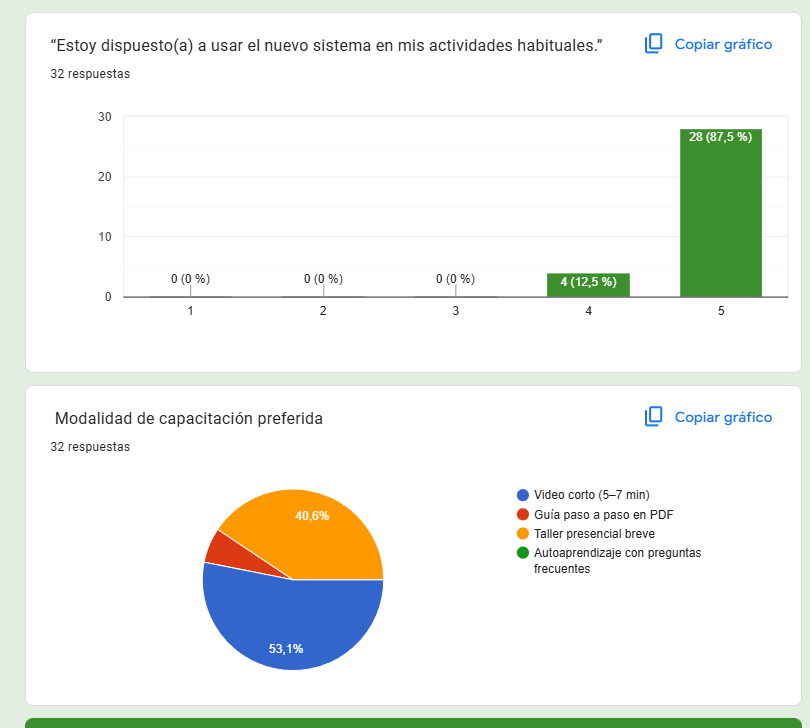 “Estoy dispuesto(a) a usar el nuevo sistema en mis actividades habituales.”
Copiar gráfico
32 respuestas
30
20
10
0
0 (0 %)
0 (0 %)
0 (0 %)
4 (12,5 %)
28 (87,5 %)
1
2
3
4
5
Modalidad de capacitación preferida
Copiar gráfico
32 respuestas
40,6%
53,1%
Video corto (5–7 min)
Guía paso a paso en PDF
Taller presencial breve
Autoaprendizaje con preguntas
frecuentes